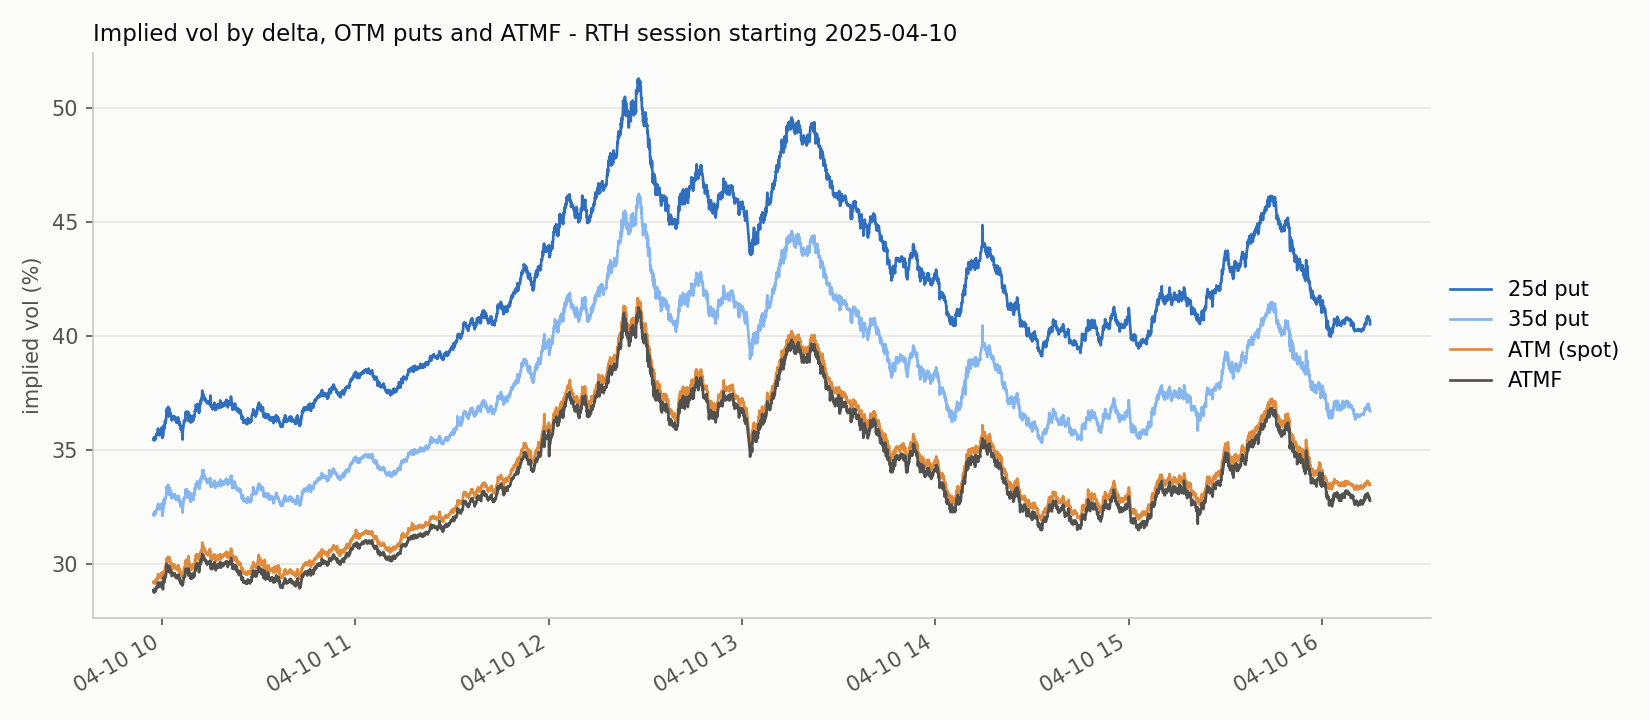 Implied vol by delta, OTM puts and ATMF - RTH session starting 2025-04-10
implied vol (%)
50
45
40
35
30
04-10 10
04-10 11
04-10 12
04-10 13
04-10 14
04-10 15
04-10 16
25d put
35d put
ATM (spot)
ATMF